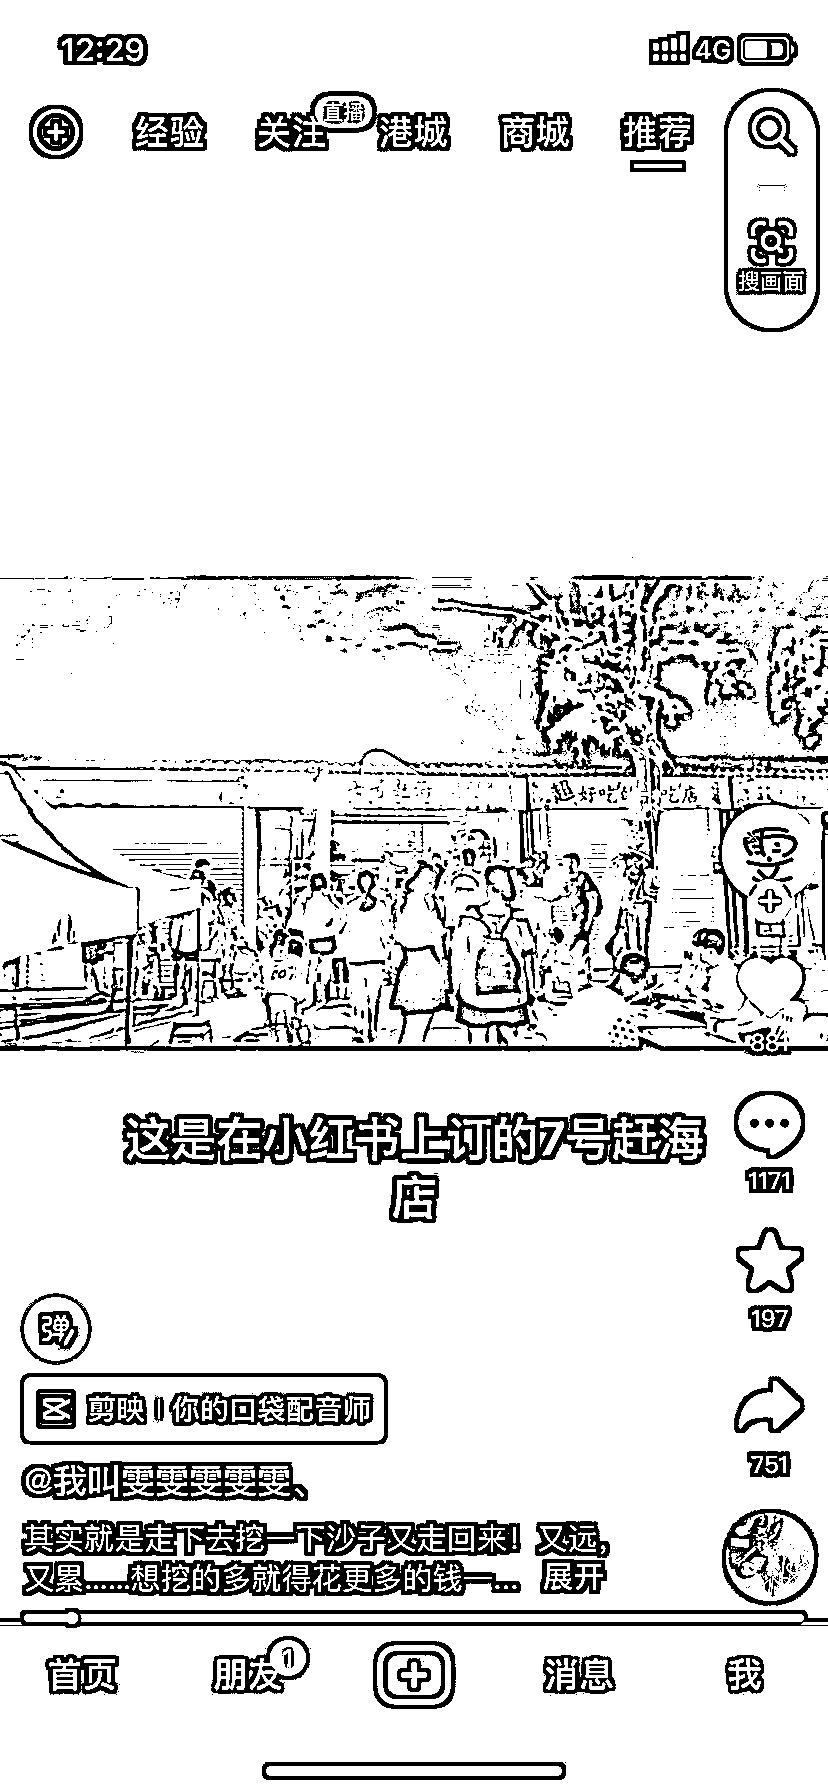 12:29
4G
经验
关注
直播
港城
商城
推荐
搜画面
超好吃
吃店
881
这是在小红书上订的7号赶海
店
1171
197
弹
剪映 | 你的口袋配音师
751
@我叫雯雯雯雯雯、
其实就是走下去挖一下沙子又走回来！又远，
又累……想挖的多就得花更多的钱一... 展开
首页
朋友
1
消息
我